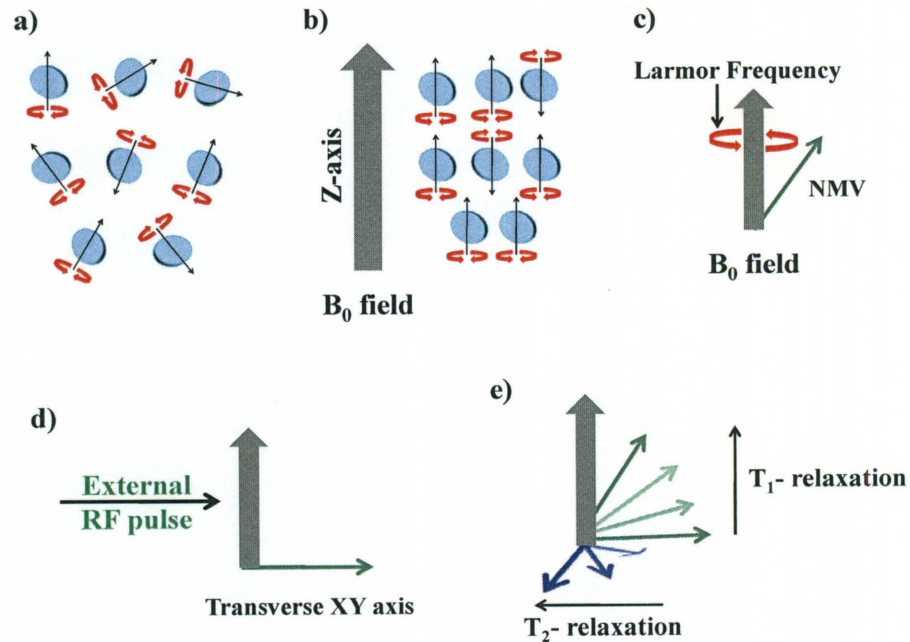 a)
b)
c)
Larmor Frequency
Z-axis
NMV
B₀ field
B₀ field
d)
e)
External
RF pulse
T₁- relaxation
Transverse XY axis
T₂- relaxation